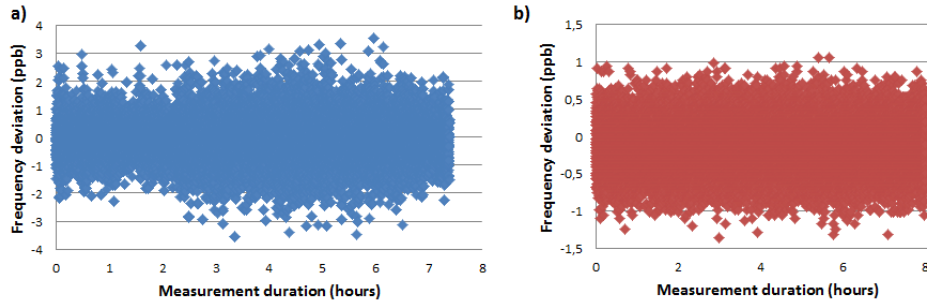 a)
Frequency deviation (ppb)
4
3
2
1
0
-1
-2
-3
-4
0 1 2 3 4 5 6 7 8
Measurement duration (hours)
b)
Frequency deviation (ppb)
1,5
1
0,5
0
-0,5
-1
-1,5
0 2 4 6 8
Measurement duration (hours)